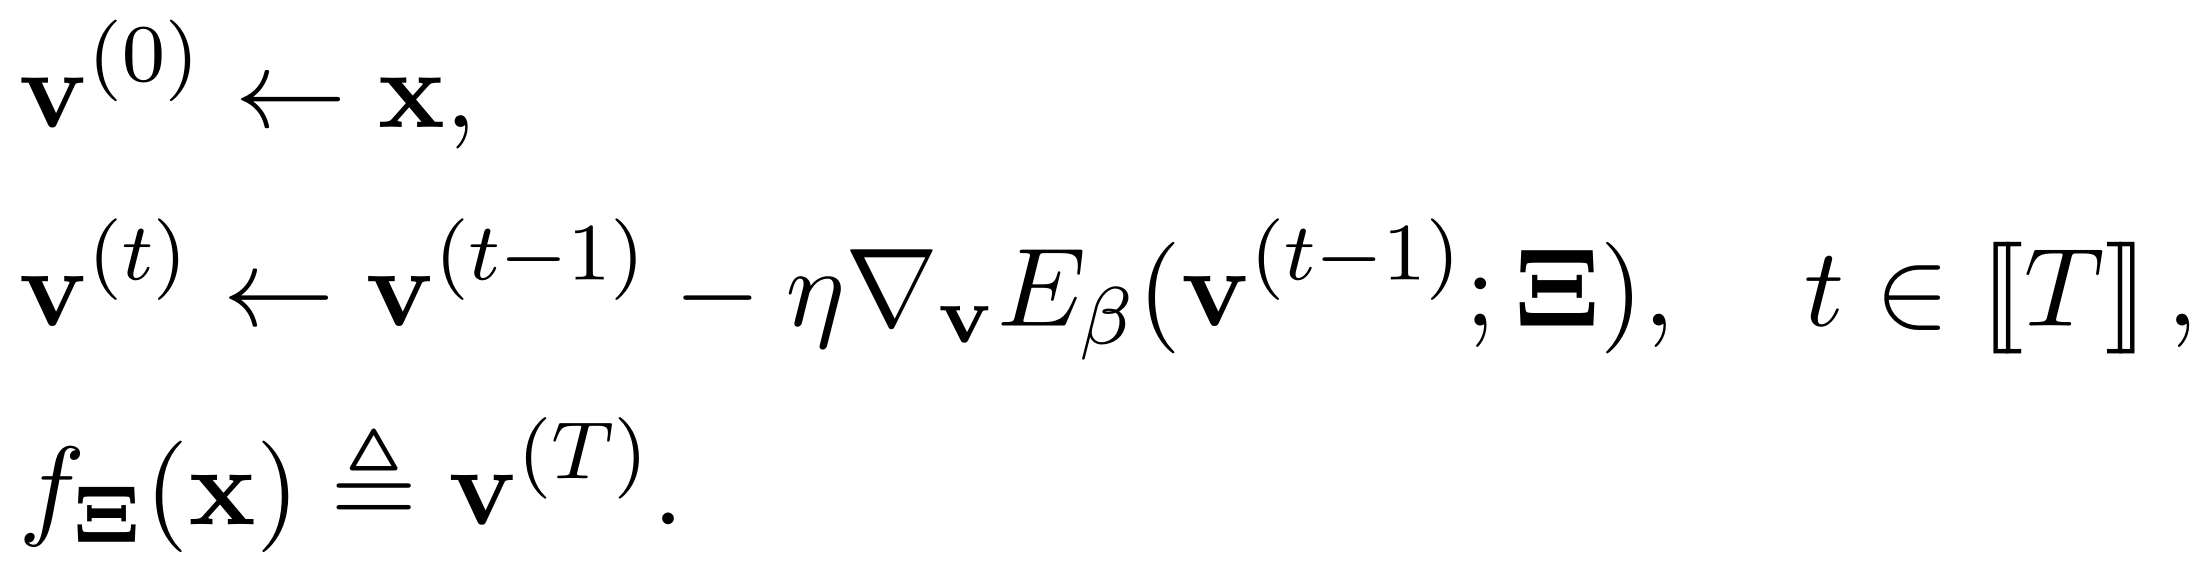 𝐯⁽⁰⁾ ← 𝐱,
𝐯⁽ᵗ⁾ ← 𝐯⁽ᵗ⁻¹⁾ − η∇_𝐯 E_β(𝐯⁽ᵗ⁻¹⁾; 𝚵), t ∈ ⟦T⟧,
f_𝚵(𝐱) ≜ 𝐯⁽ᵀ⁾.